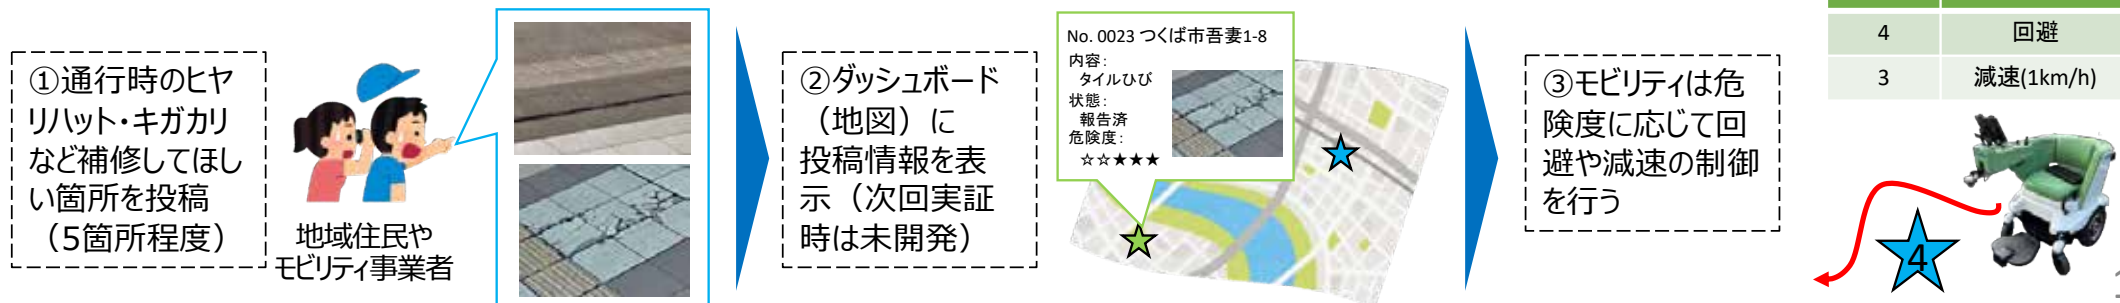 ①通行時のヒヤ
リハット・キガカリ
など補修してほし
い箇所を投稿
（5箇所程度）
地域住民や
モビリティ事業者
②ダッシュボード
（地図）に
投稿情報を表
示（次回実証
時は未開発）
No. 0023 つくば市吾妻1-8
内容：
タイルひび
状態：
報告済
危険度：
☆☆★★★
③モビリティは危
険度に応じて回
避や減速の制御
を行う
4 回避
3 減速(1km/h)
4